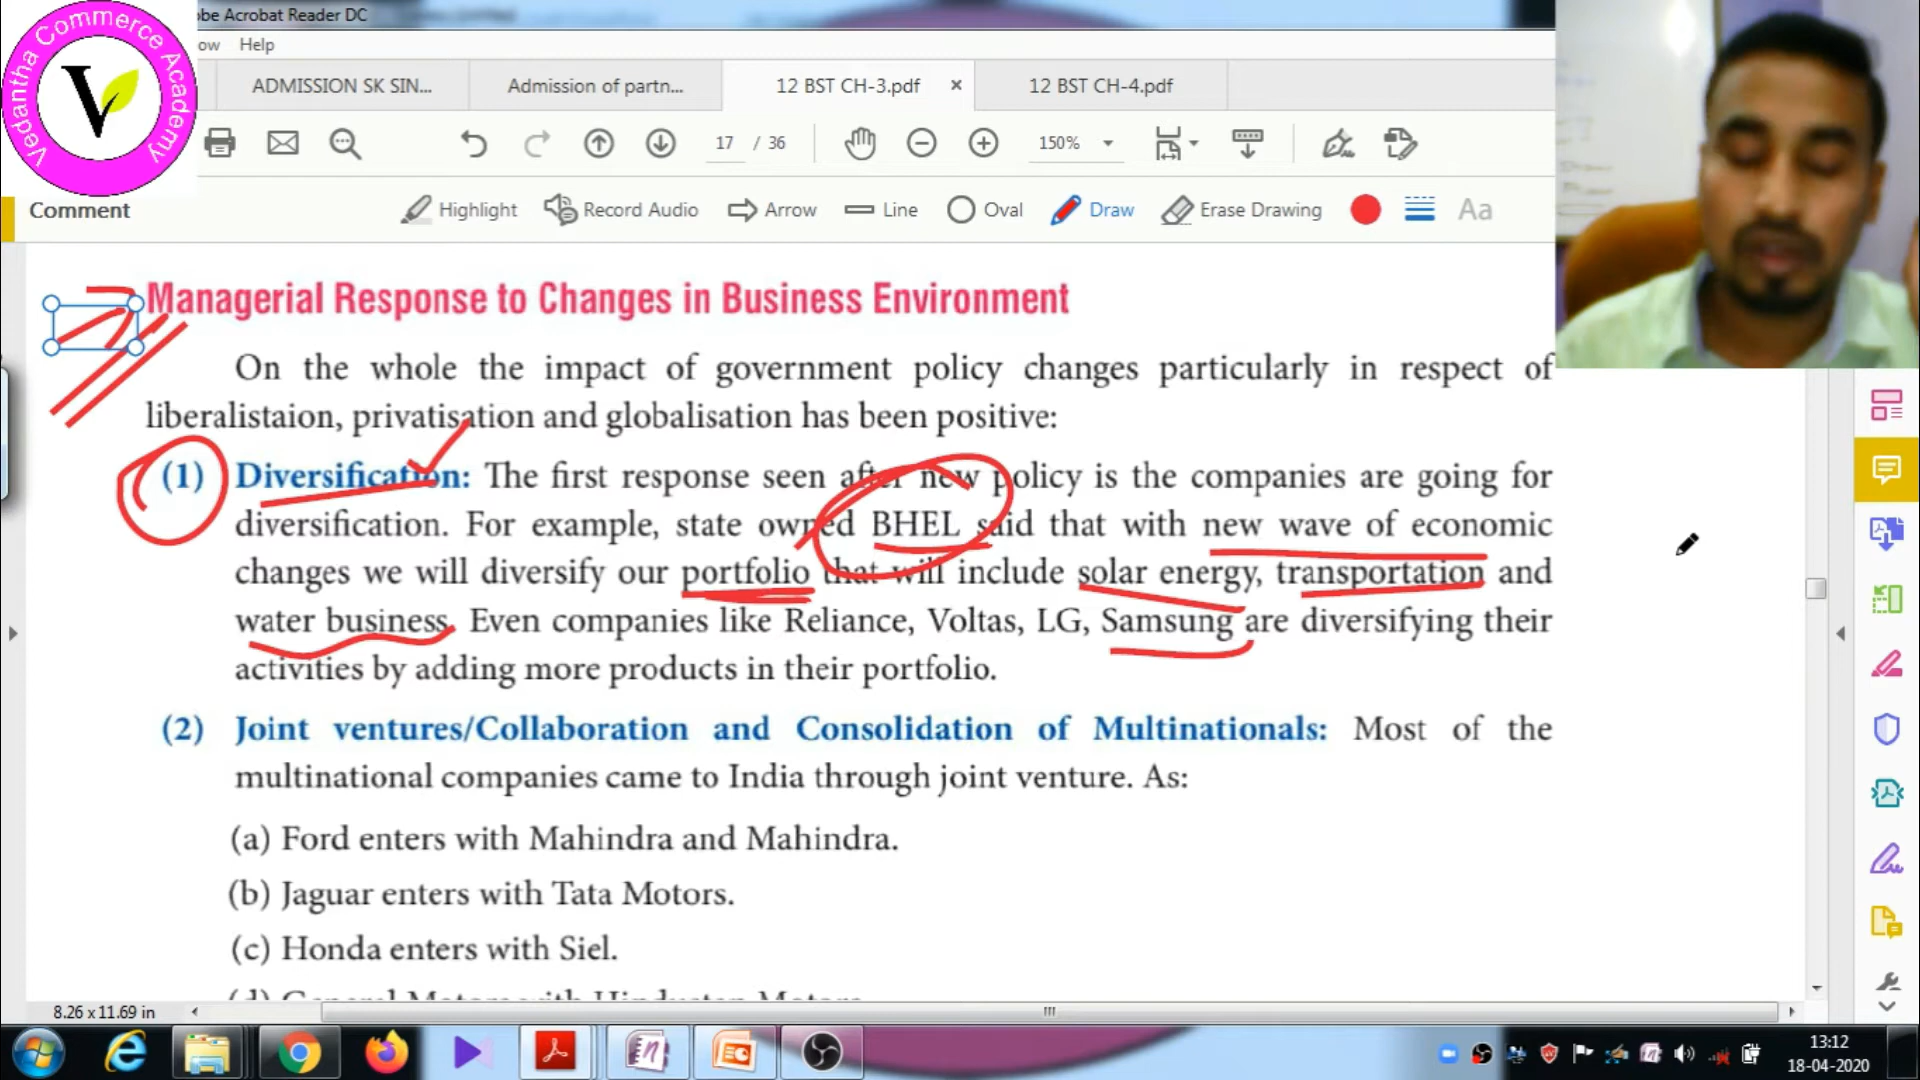 Vedantha Commerce Academy
V
obe Acrobat Reader DC
ow Help
ADMISSION SK SIN...
Admission of partn...
12 BST CH-3.pdf
12 BST CH-4.pdf
17 / 36
150%
Comment
Highlight
Record Audio
Arrow
Line
Oval
Draw
Erase Drawing
Aa
Managerial Response to Changes in Business Environment
On the whole the impact of government policy changes particularly in respect of
liberalistaion, privatisation and globalisation has been positive:
(1) Diversification: The first response seen after new policy is the companies are going for
diversification. For example, state owned BHEL said that with new wave of economic
changes we will diversify our portfolio that will include solar energy, transportation and
water business. Even companies like Reliance, Voltas, LG, Samsung are diversifying their
activities by adding more products in their portfolio.
(2) Joint ventures/Collaboration and Consolidation of Multinationals: Most of the
multinational companies came to India through joint venture. As:
(a) Ford enters with Mahindra and Mahindra.
(b) Jaguar enters with Tata Motors.
(c) Honda enters with Siel.
(d) General Motors with Hindustan Motors
8.26 x 11.69 in
13:12
18-04-2020